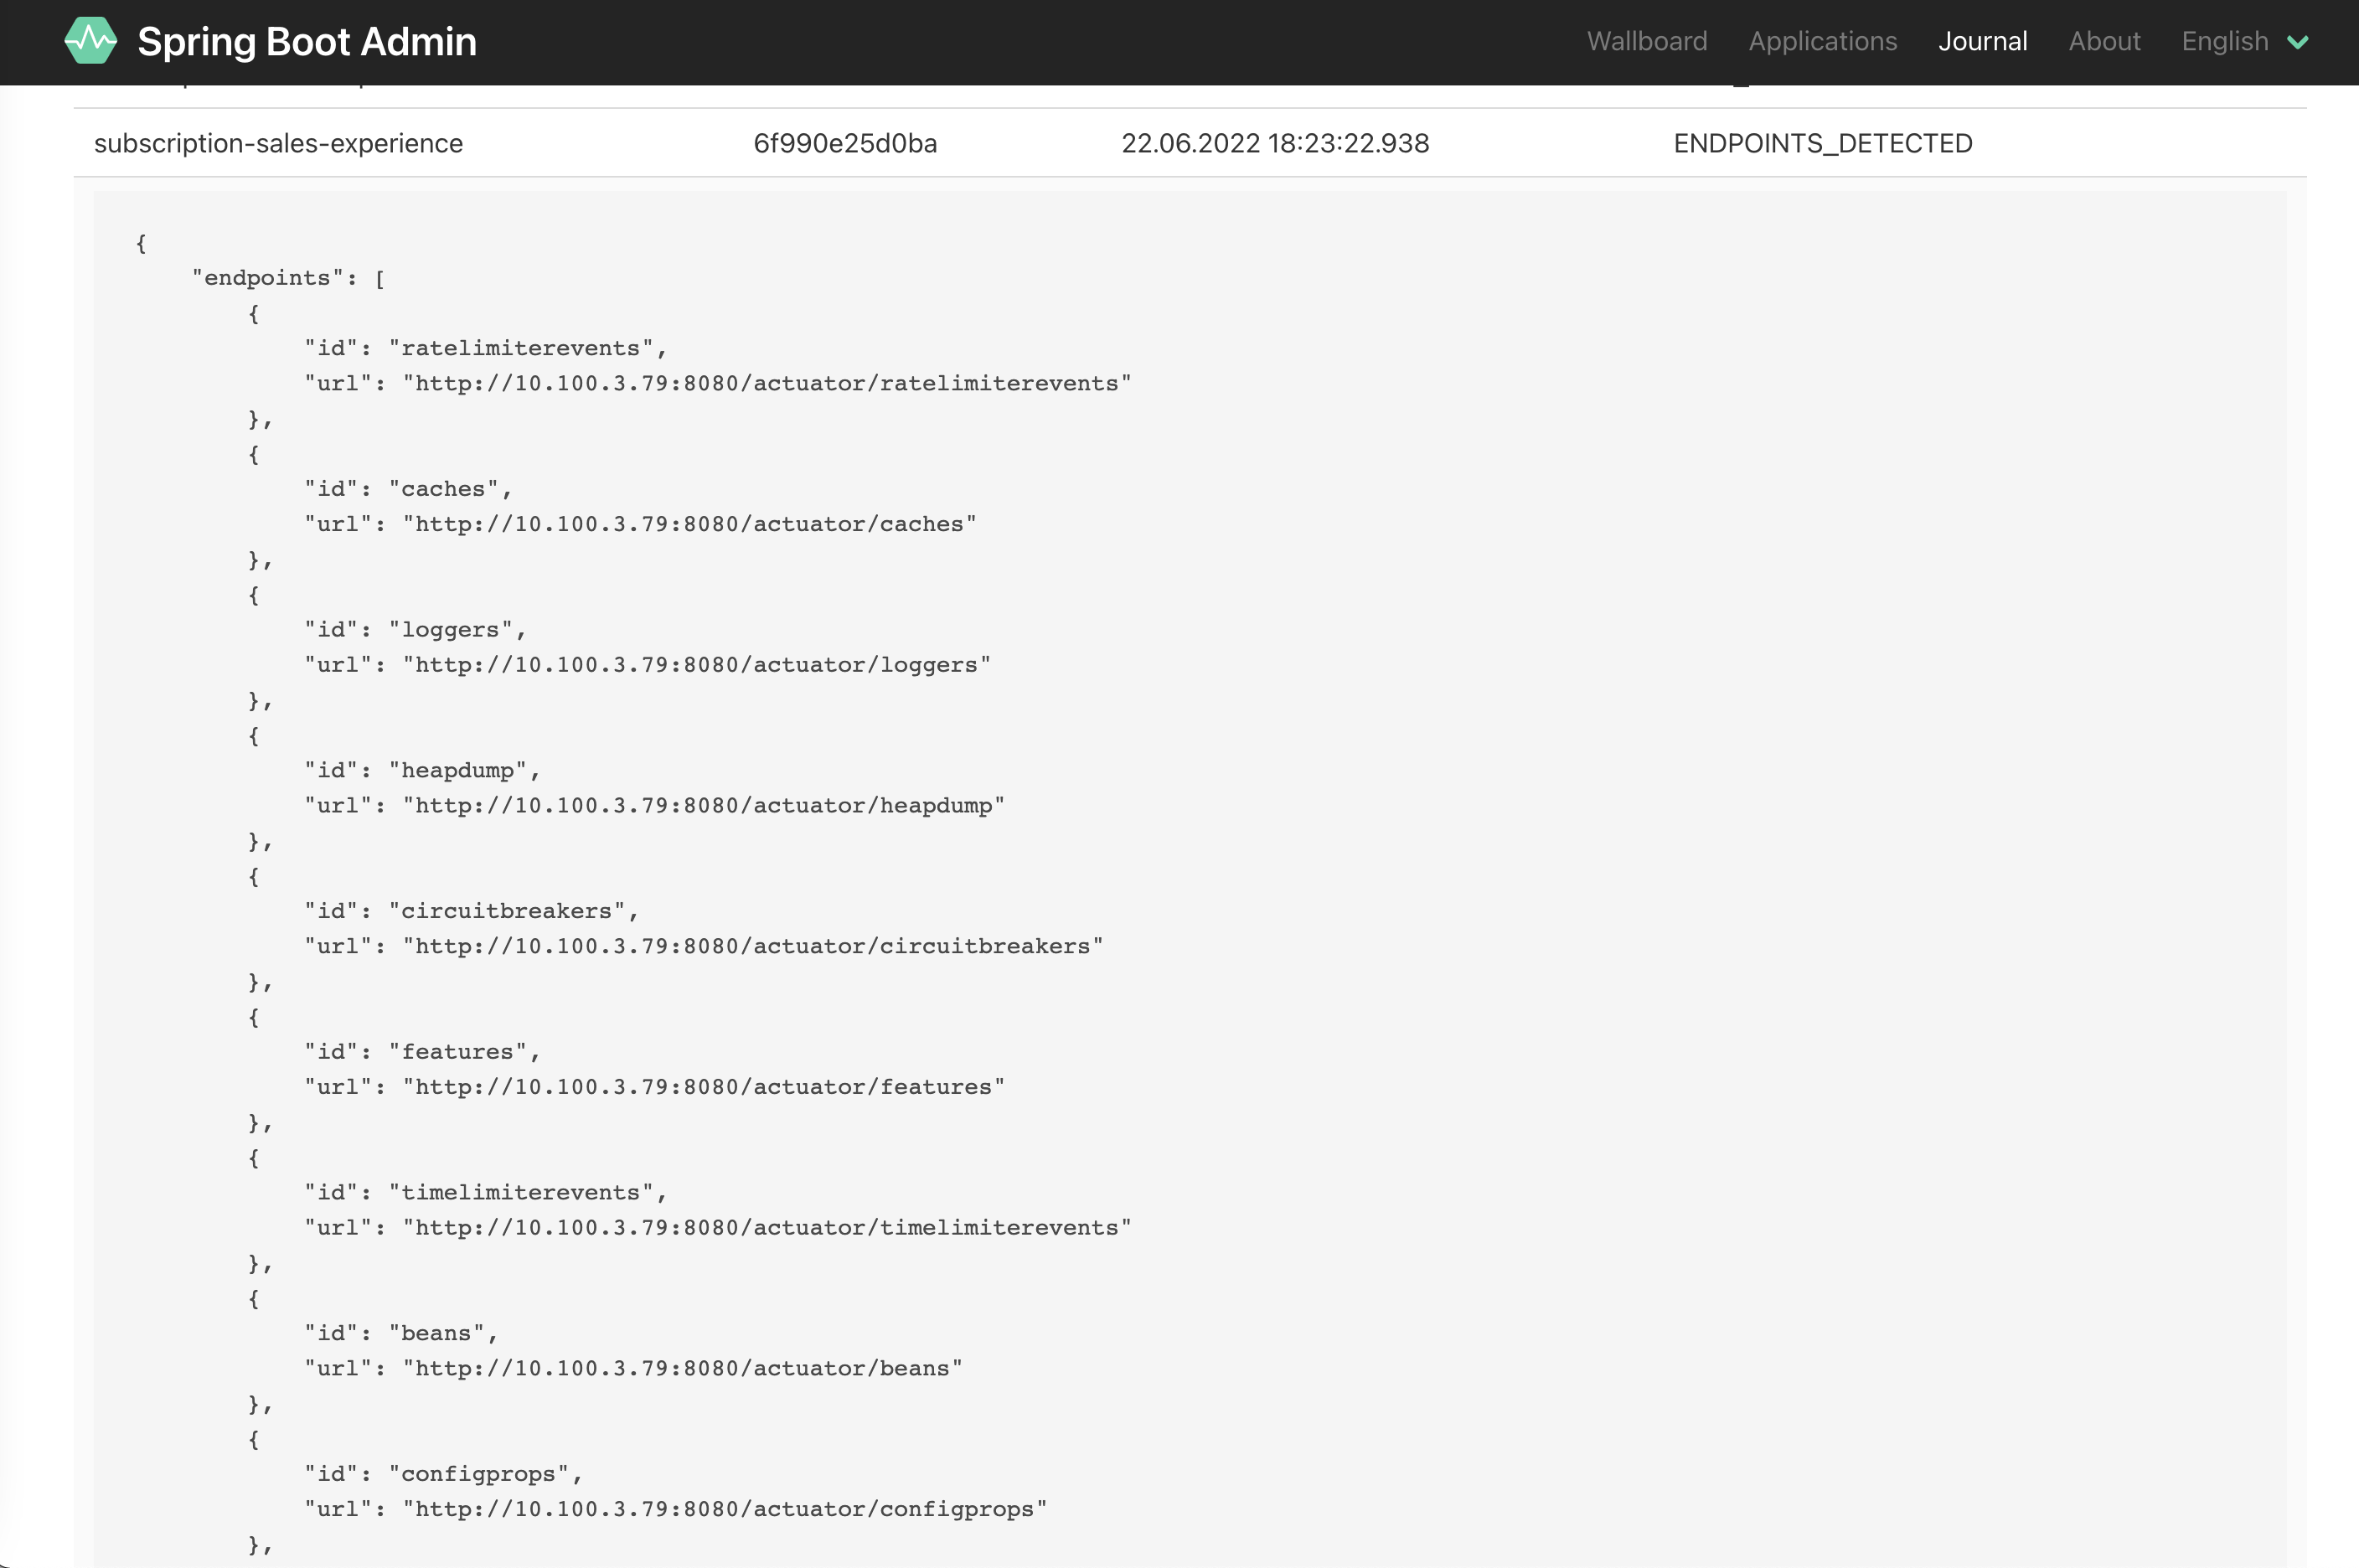 Spring Boot Admin
Wallboard Applications Journal About English
subscription-sales-experience 6f990e25d0ba 22.06.2022 18:23:22.938 ENDPOINTS_DETECTED
{
"endpoints": [
{
"id": "ratelimiterevents",
"url": "http://10.100.3.79:8080/actuator/ratelimiterevents"
},
{
"id": "caches",
"url": "http://10.100.3.79:8080/actuator/caches"
},
{
"id": "loggers",
"url": "http://10.100.3.79:8080/actuator/loggers"
},
{
"id": "heapdump",
"url": "http://10.100.3.79:8080/actuator/heapdump"
},
{
"id": "circuitbreakers",
"url": "http://10.100.3.79:8080/actuator/circuitbreakers"
},
{
"id": "features",
"url": "http://10.100.3.79:8080/actuator/features"
},
{
"id": "timelimiterevents",
"url": "http://10.100.3.79:8080/actuator/timelimiterevents"
},
{
"id": "beans",
"url": "http://10.100.3.79:8080/actuator/beans"
},
{
"id": "configprops",
"url": "http://10.100.3.79:8080/actuator/configprops"
},